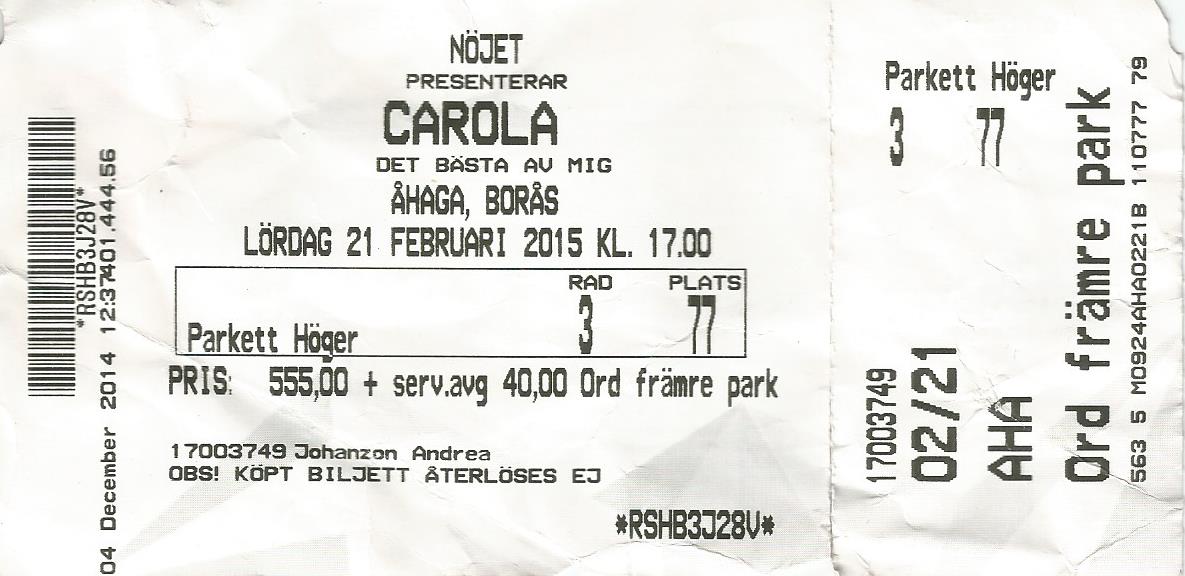 NÖJET
PRESENTERAR
CAROLA
DET BÄSTA AV MIG
ÅHAGA, BORÅS
LÖRDAG 21 FEBRUARI 2015 KL. 17.00
RAD PLATS
Parkett Höger 3 77
PRIS: 555,00 + serv.avg 40,00 Ord främre park
17003749 Johanzon Andrea
OBS! KÖPT BILJETT ÅTERLÖSES EJ
*RSHB3J28V*
*RSHB3J28V*
04 December 2014 12:37401.444.56
Parkett Höger
3 77
17003749
02/21
AHA
Ord främre park
563 5 M0924AHA0221B 110777 79